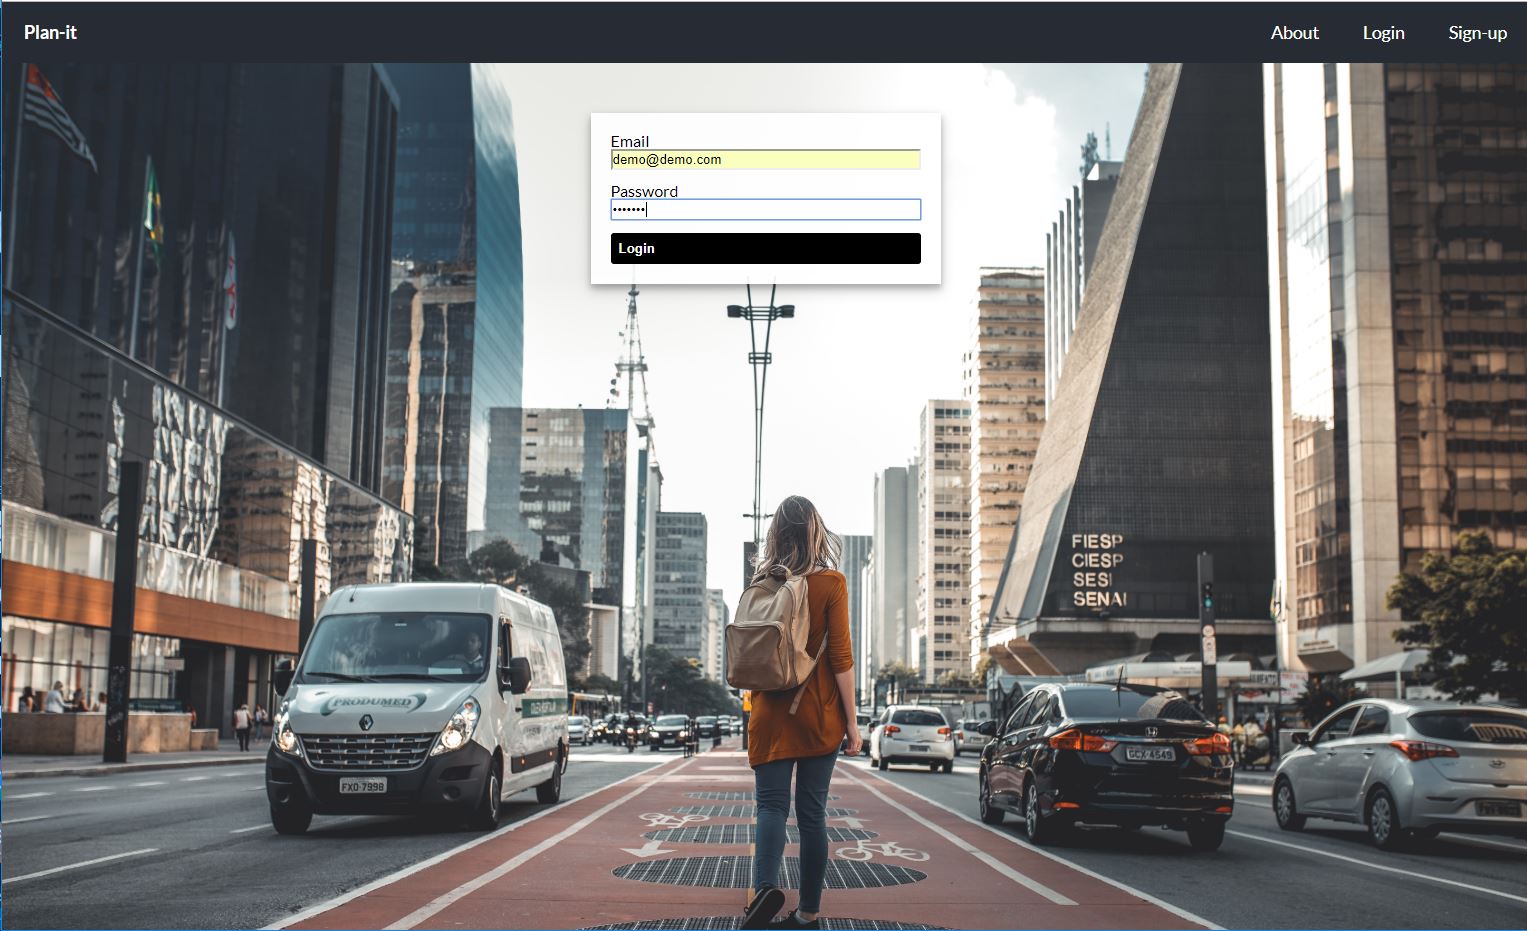 Plan-it
About
Login
Sign-up
Email
demo@demo.com
Password
•••••••
Login
FIESP
CIESP
SESI
SENAI
PRODUMED
FXO-7998
GCX-4549